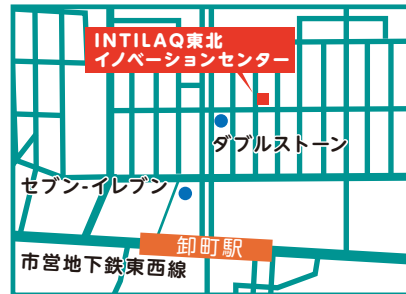 INTILAQ東北
イノベーションセンター
ダブルストーン
セブン-イレブン
卸町駅
市営地下鉄東西線